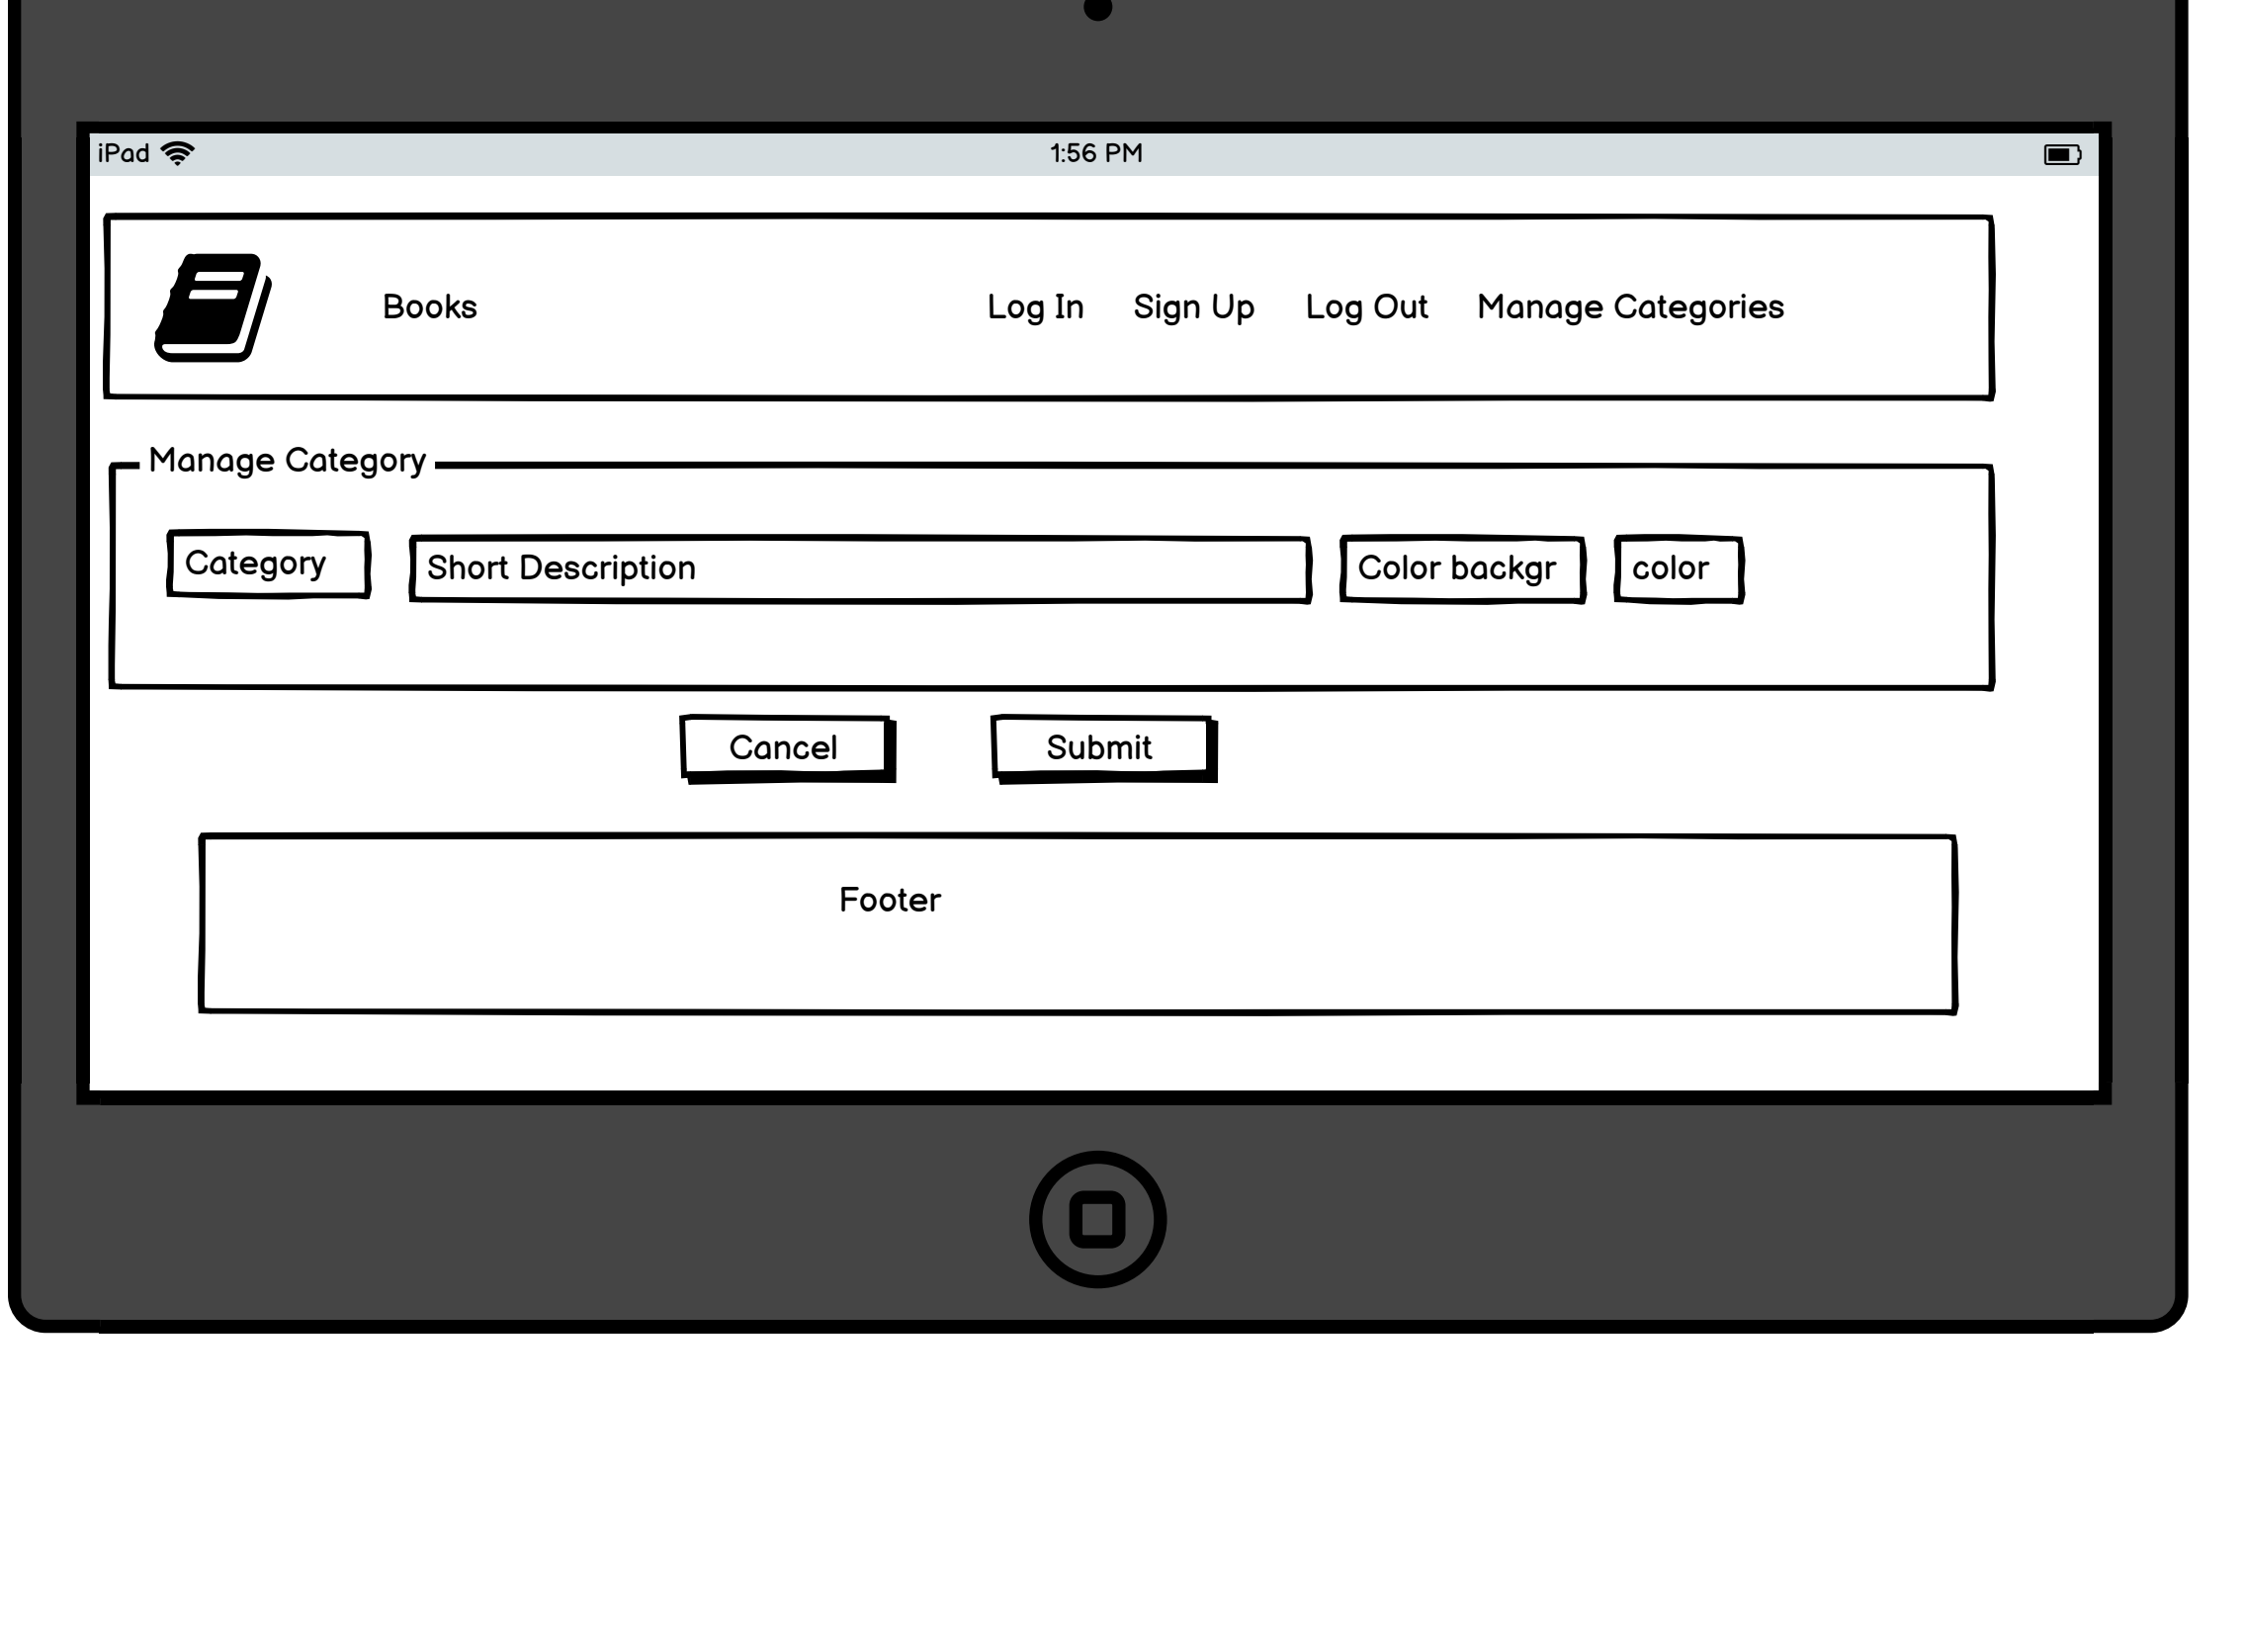 iPad 1:56 PM
Books Log In Sign Up Log Out Manage Categories
Manage Category
Category Short Description Color backgr color
Cancel Submit
Footer